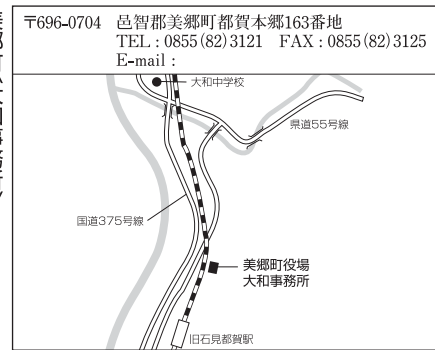 〒696-0704 邑智郡美郷町都賀本郷163番地
TEL : 0855(82)3121 FAX : 0855(82)3125
E-mail :
大和中学校
県道55号線
国道375号線
美郷町役場
大和事務所
旧石見都賀駅